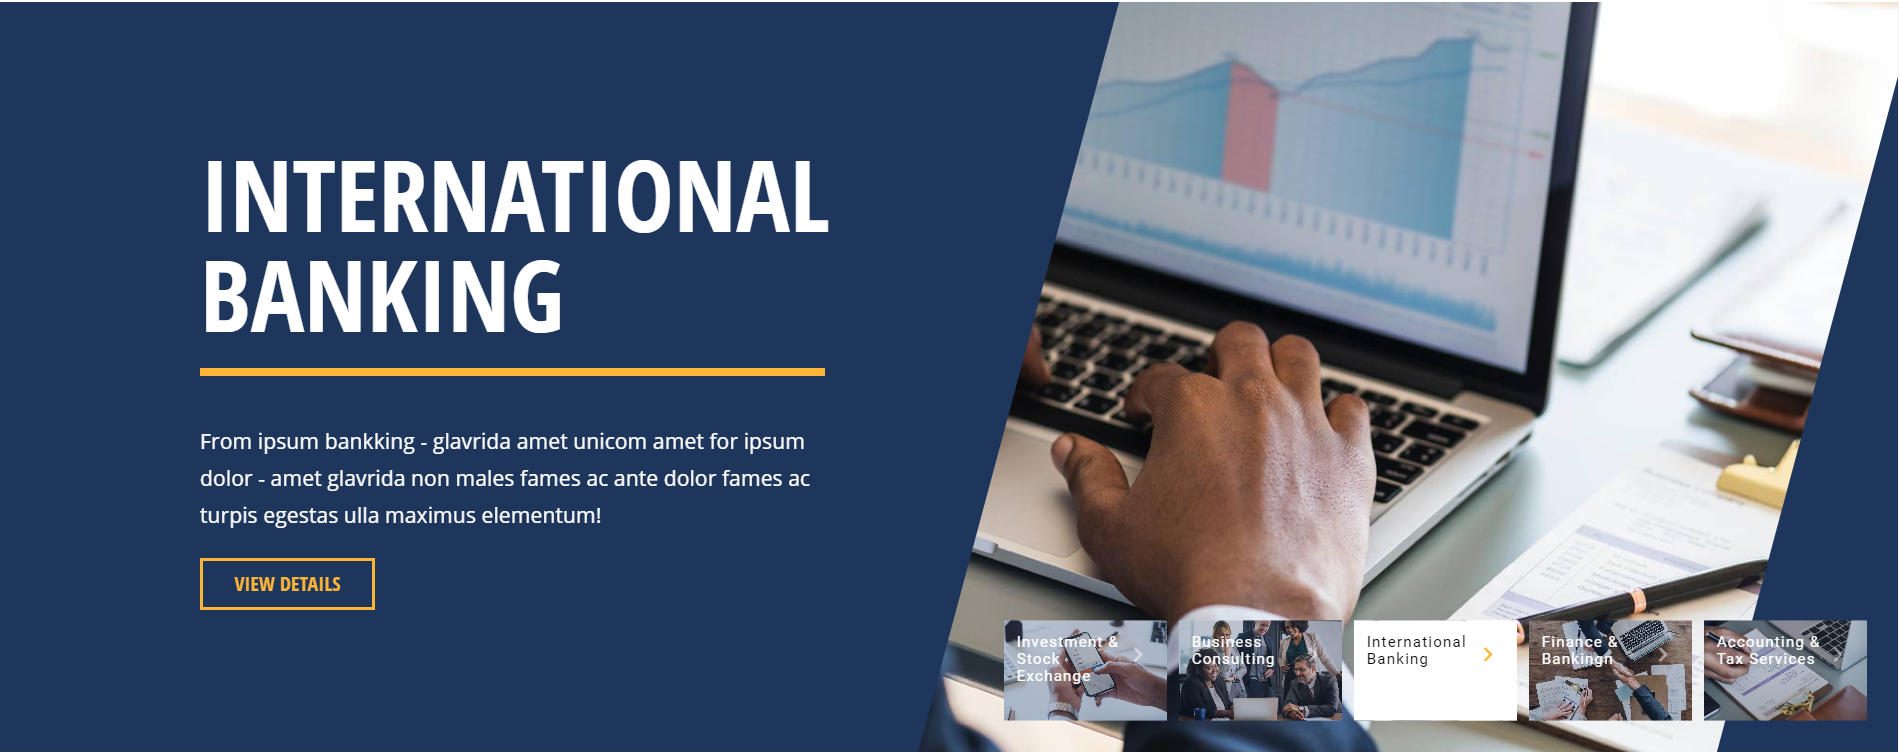 INTERNATIONAL
BANKING
From ipsum bankking - glavrida amet unicom amet for ipsum
dolor - amet glavrida non males fames ac ante dolor fames ac
turpis egestas ulla maximus elementum!
VIEW DETAILS
Investment &
Stock
Exchange
Business
Consulting
International
Banking
Finance &
Bankingn
Accounting &
Tax Services